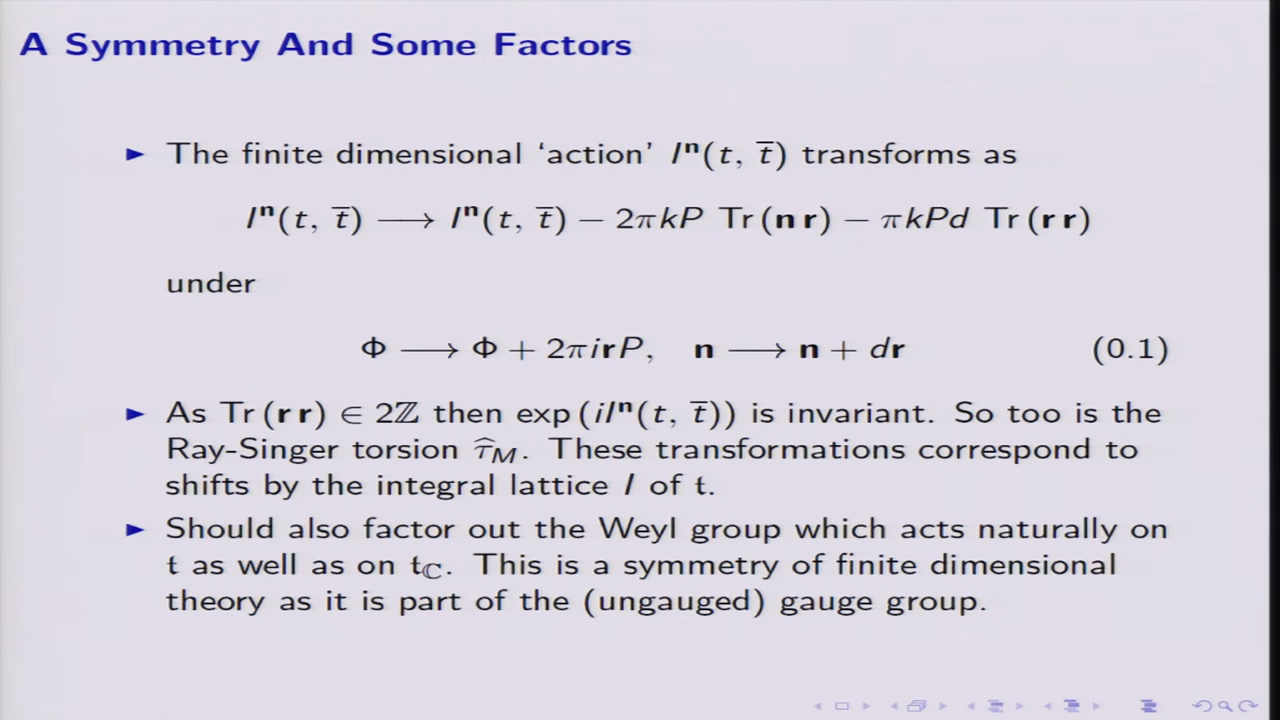 A Symmetry And Some Factors
► The finite dimensional ‘action’ Iⁿ(t, t̅) transforms as
Iⁿ(t, t̅) ⟶ Iⁿ(t, t̅) − 2πkP Tr (n r) − πkPd Tr (r r)
under
Φ ⟶ Φ + 2πirP, n ⟶ n + dr (0.1)
► As Tr (r r) ∈ 2ℤ then exp (iIⁿ(t, t̅)) is invariant. So too is the
Ray-Singer torsion τ̂_M. These transformations correspond to
shifts by the integral lattice I of 𝔱.
► Should also factor out the Weyl group which acts naturally on
𝔱 as well as on 𝔱_ℂ. This is a symmetry of finite dimensional
theory as it is part of the (ungauged) gauge group.